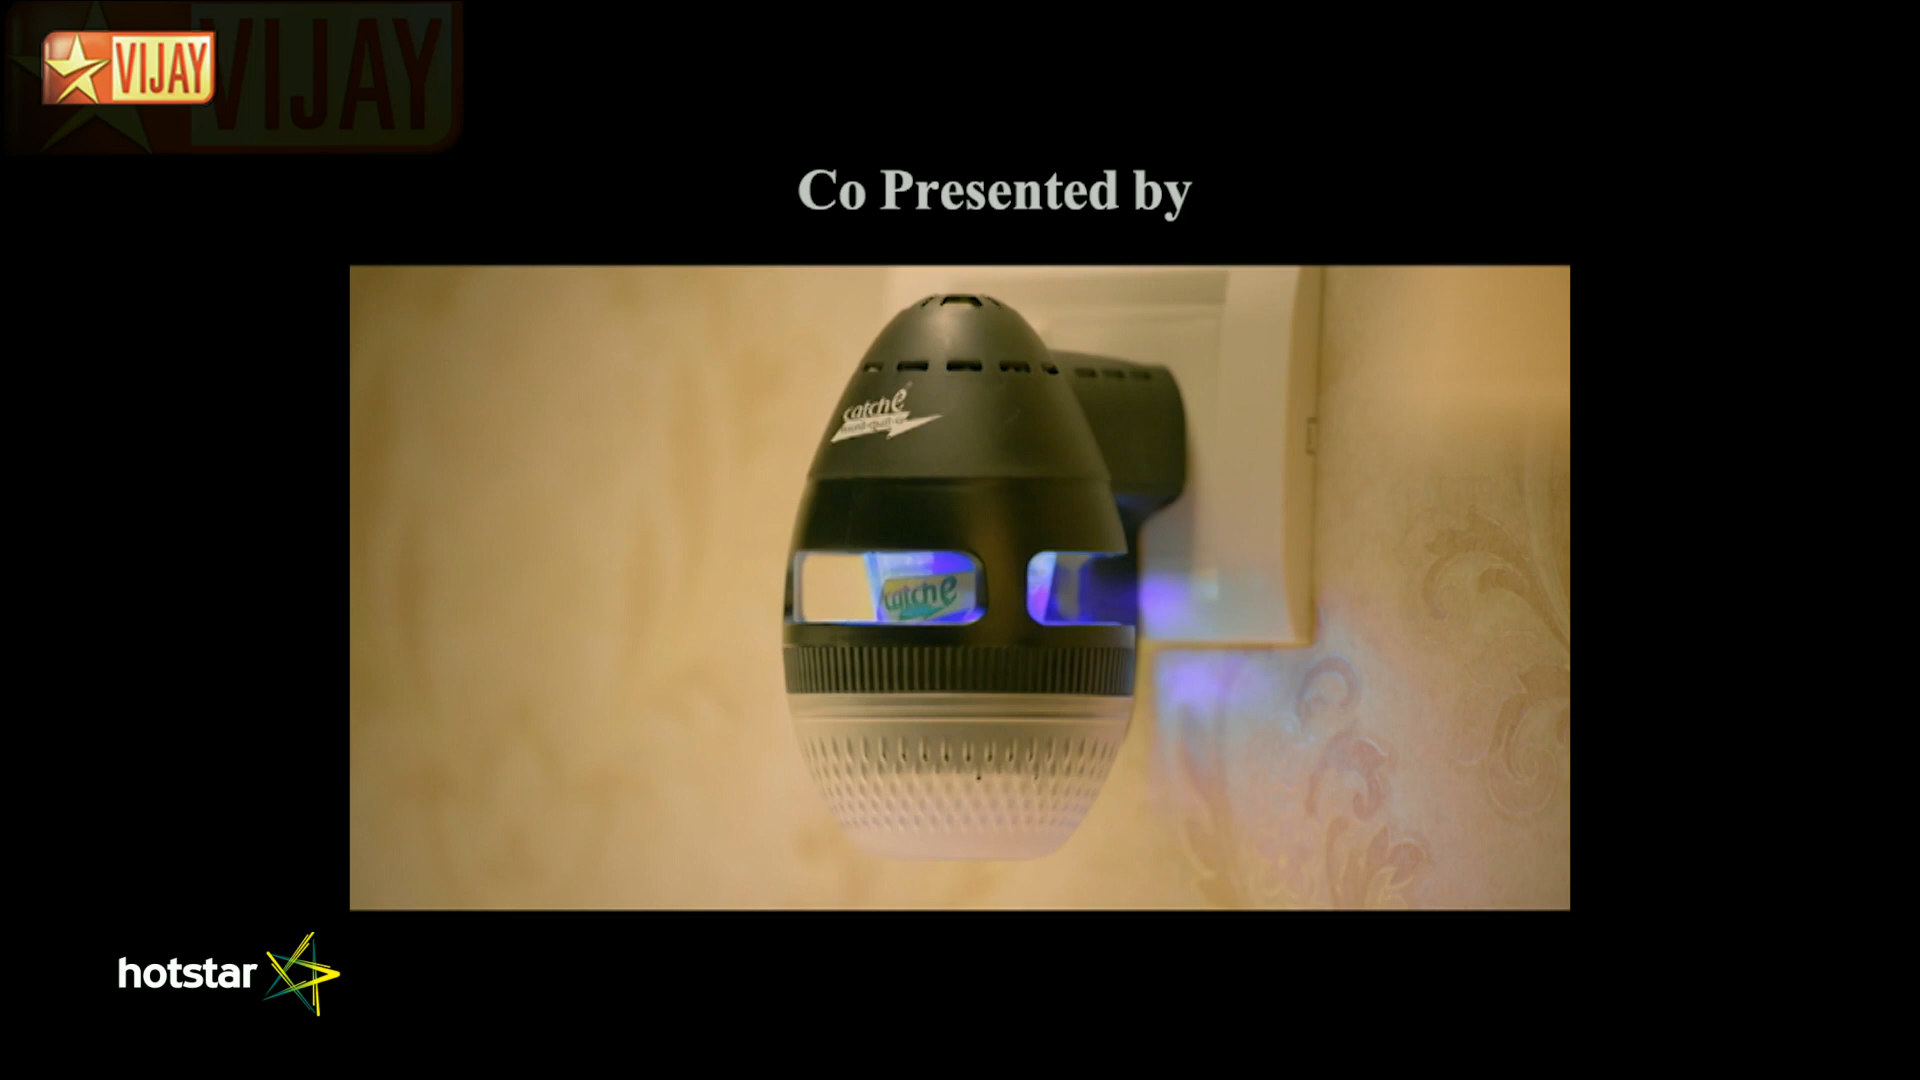 VIJAY
VIJAY
Co Presented by
catchE
catchE
hotstar